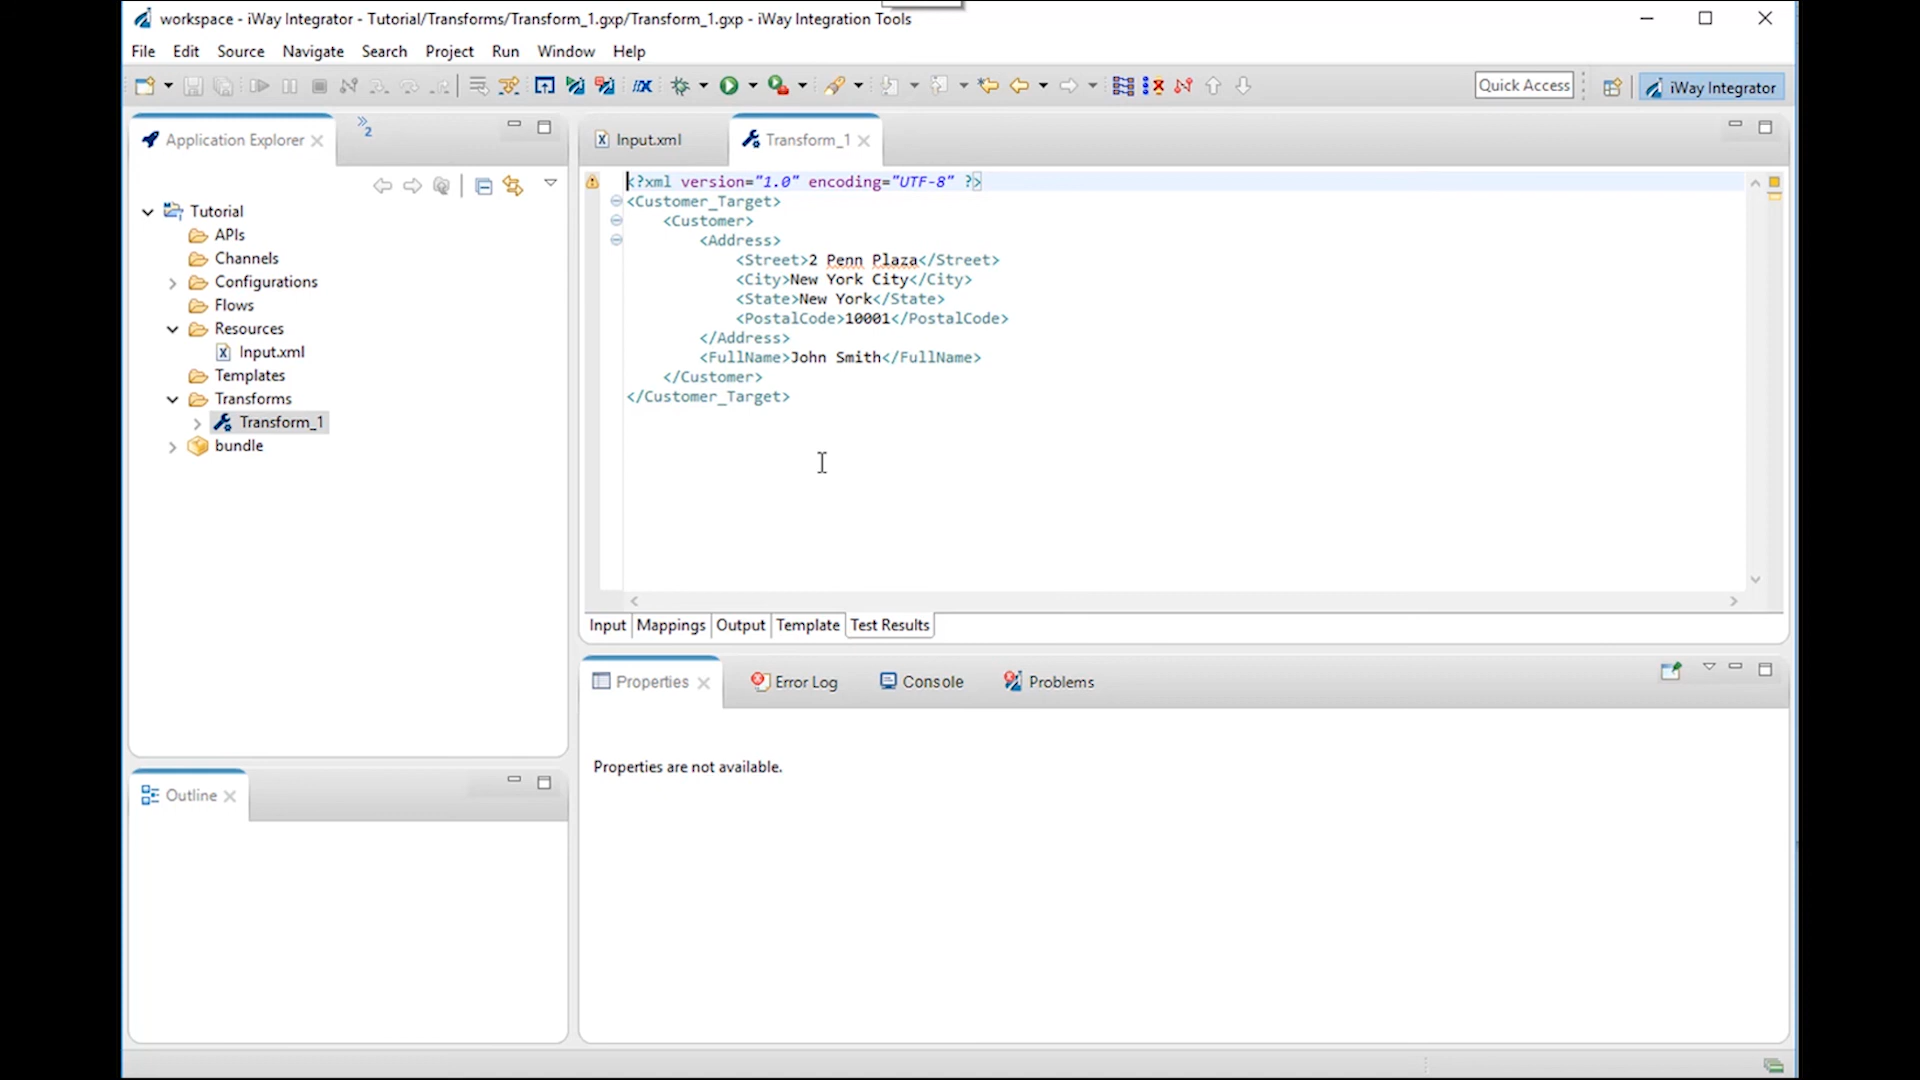 workspace - iWay Integrator - Tutorial/Transforms/Transform_1.gxp/Transform_1.gxp - iWay Integration Tools
File Edit Source Navigate Search Project Run Window Help
Quick Access
iWay Integrator
Application Explorer
2
Tutorial
APIs
Channels
Configurations
Flows
Resources
Input.xml
Templates
Transforms
Transform_1
bundle
Outline
Input.xml
Transform_1
<?xml version="1.0" encoding="UTF-8" ?>
<Customer_Target>
<Customer>
<Address>
<Street>2 Penn Plaza</Street>
<City>New York City</City>
<State>New York</State>
<PostalCode>10001</PostalCode>
</Address>
<FullName>John Smith</FullName>
</Customer>
</Customer_Target>
Input Mappings Output Template Test Results
Properties Error Log Console Problems
Properties are not available.